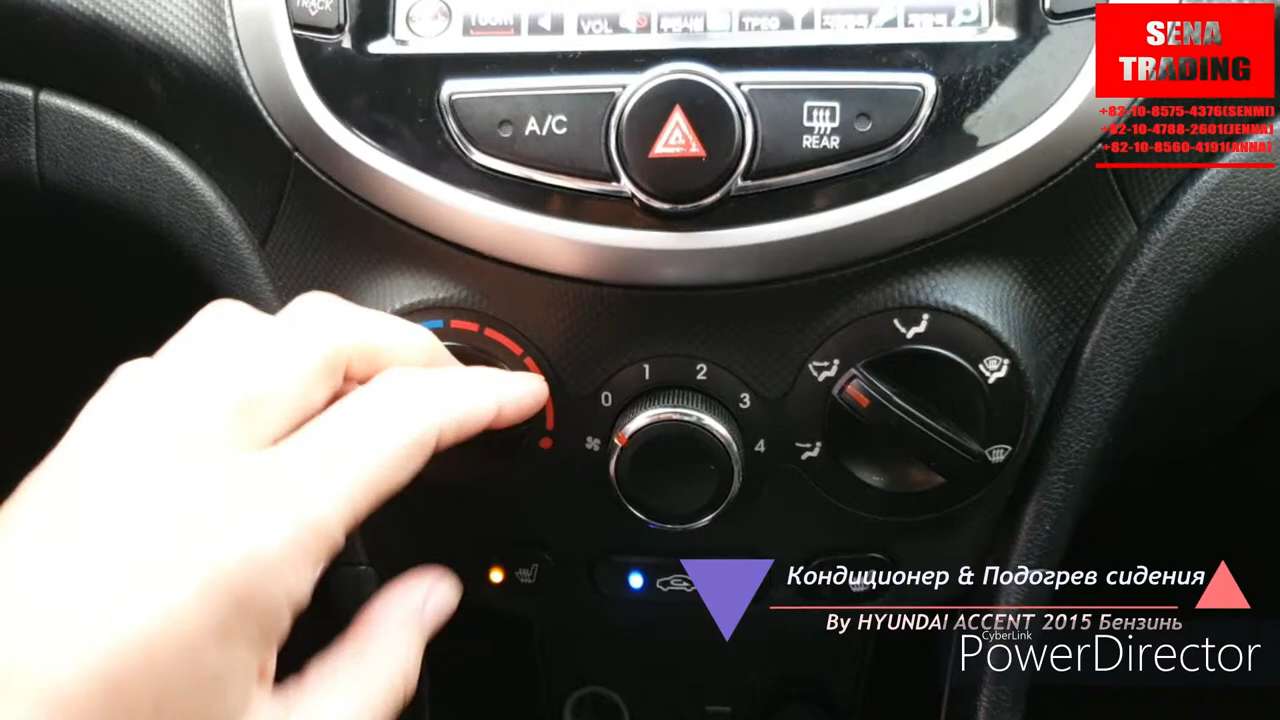 TRACK
VOL
SENA
TRADING
+82-10-8575-4376(SENMI)
+82-10-4788-2601(JENNA)
+82-10-8560-4191(ANNA)
A/C
REAR
0
1
2
3
4
Кондиционер & Подогрев сидения
By HYUNDAI ACCENT 2015 Бензинь
CyberLink
PowerDirector